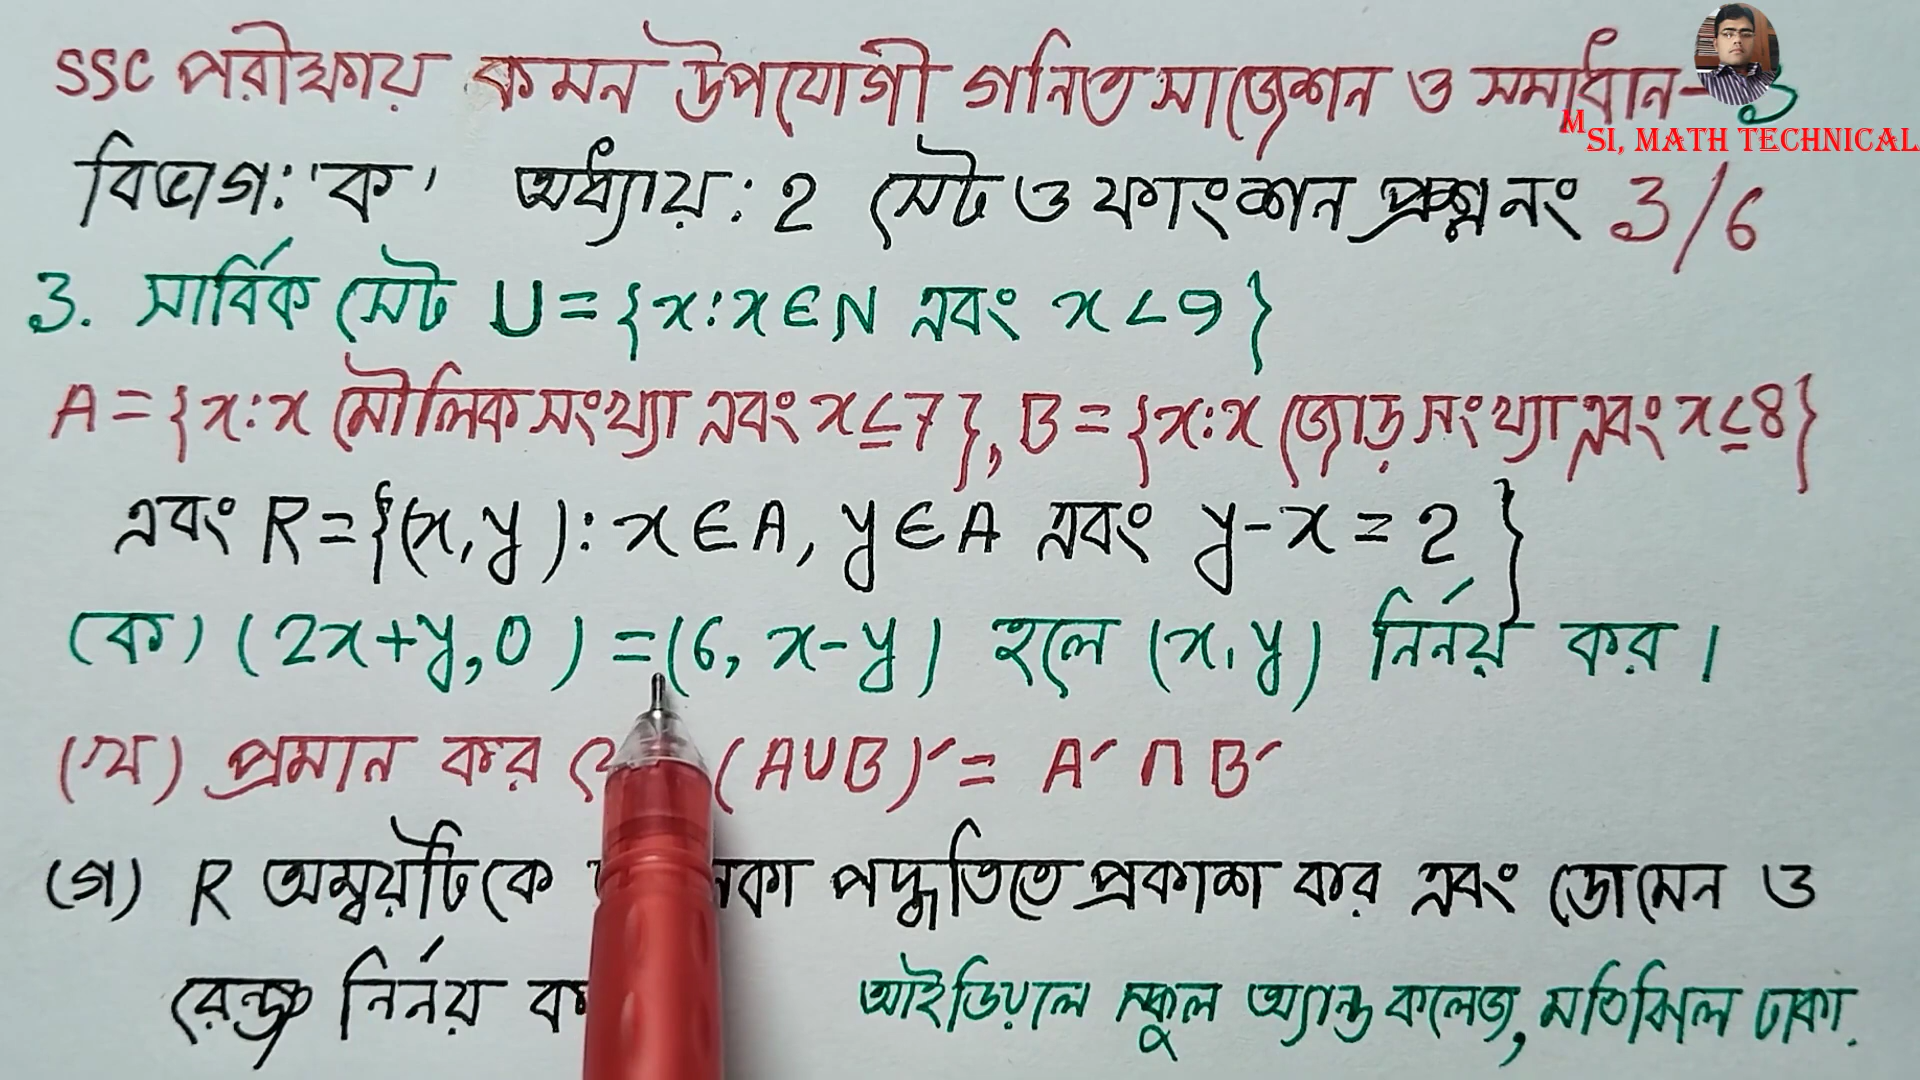 SSC পরীক্ষায় কমন উপযোগী গনিত সাজেশন ও সমাধান-3
MSI, MATH TECHNICAL
বিভাগ: 'ক' অধ্যায়: 2 সেট ও ফাংশন প্রশ্ন নং 3/6
3. সার্বিক সেট U = {x:x∈N এবং x<9}
A = {x:x মৌলিক সংখ্যা এবং x≤7}, B = {x:x জোড় সংখ্যা এবং x≤8}
এবং R = {(x,y): x∈A, y∈A এবং y-x=2}
(ক) (2x+y,0) = (6, x-y) হলে (x,y) নির্নয় কর।
(খ) প্রমান কর (A∪B)′ = A′ ∩ B′
(গ) R অন্বয়টিকে পদ্ধতিতে প্রকাশ কর এবং ডোমেন ও
রেন্জ নির্নয়
আইডিয়াল স্কুল অ্যান্ড কলেজ, মতিঝিল ঢাকা.